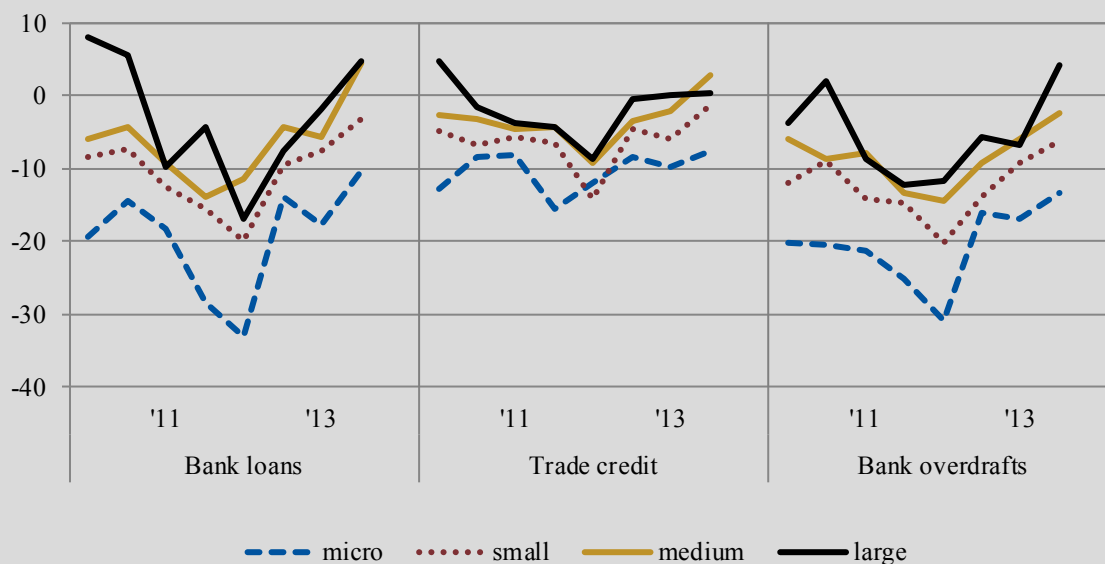 10
0
-10
-20
-30
-40
'11 '13 '11 '13 '11 '13
Bank loans Trade credit Bank overdrafts
micro small medium large